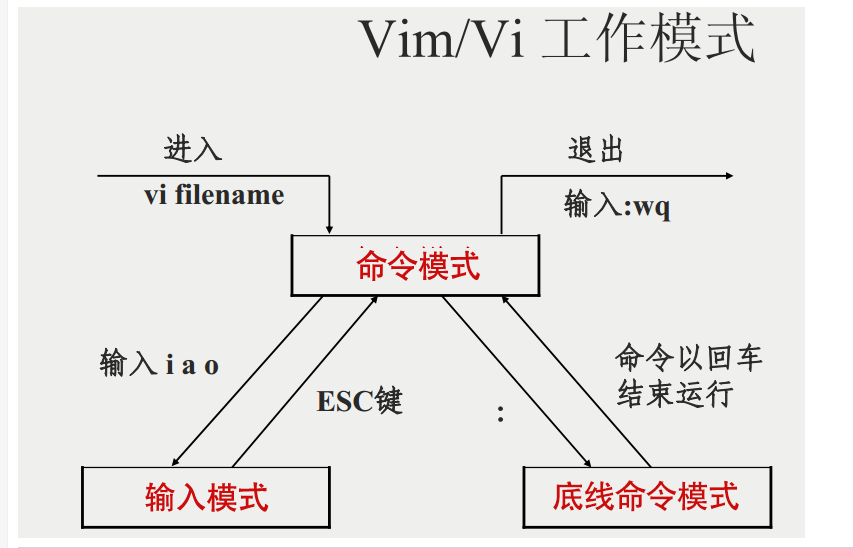 Vim/Vi 工作模式
进入
vi filename
退出
输入:wq
命令模式
输入 i a o
ESC键
:
命令以回车
结束运行
输入模式
底线命令模式